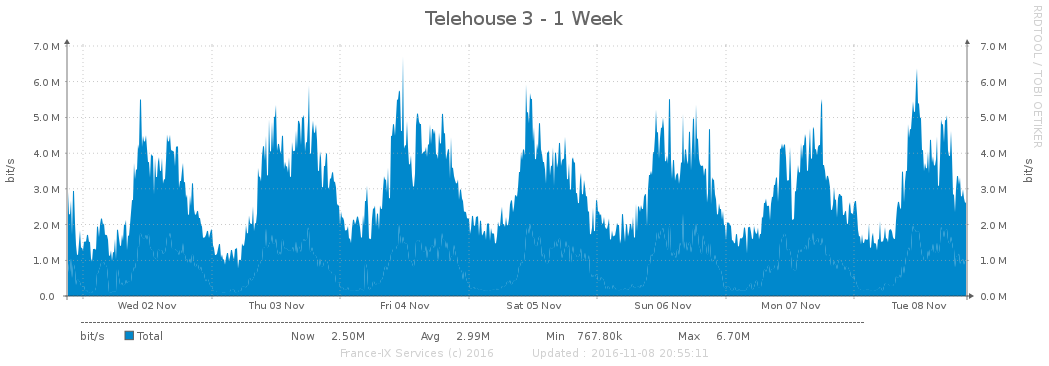 Telehouse 3 - 1 Week
RRDTOOL / TOBI OETIKER
7.0 M 7.0 M
6.0 M 6.0 M
5.0 M 5.0 M
4.0 M 4.0 M
3.0 M 3.0 M
2.0 M 2.0 M
1.0 M 1.0 M
0.0 0.0 M
bit/s
bit/s
Wed 02 Nov Thu 03 Nov Fri 04 Nov Sat 05 Nov Sun 06 Nov Mon 07 Nov Tue 08 Nov
bit/s Total Now 2.50M Avg 2.99M Min 767.80k Max 6.70M
France-IX Services (c) 2016 Updated : 2016-11-08 20:55:11